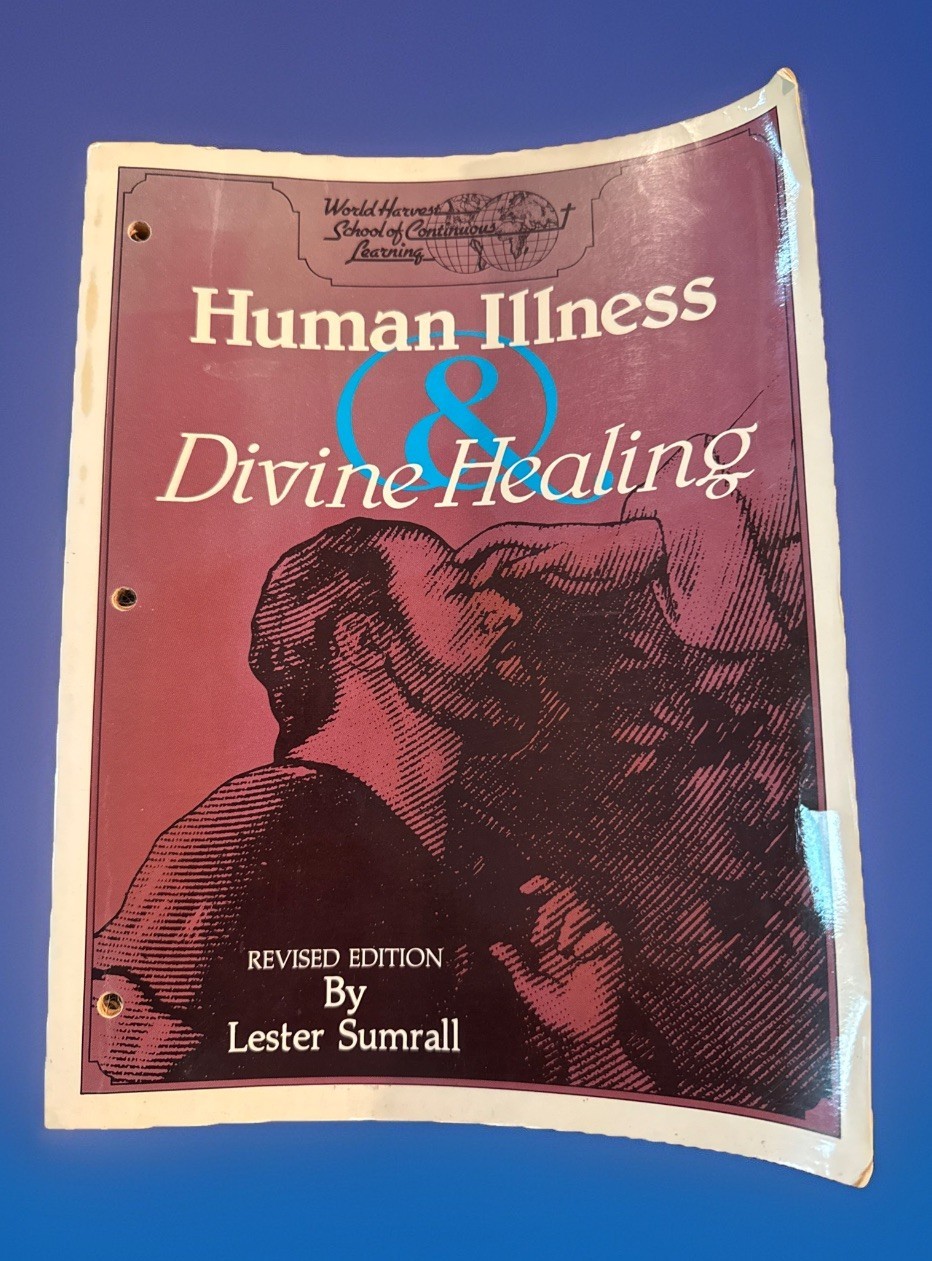 World Harvest
School of Continuous
Learning
Human Illness
&
Divine Healing
REVISED EDITION
By
Lester Sumrall